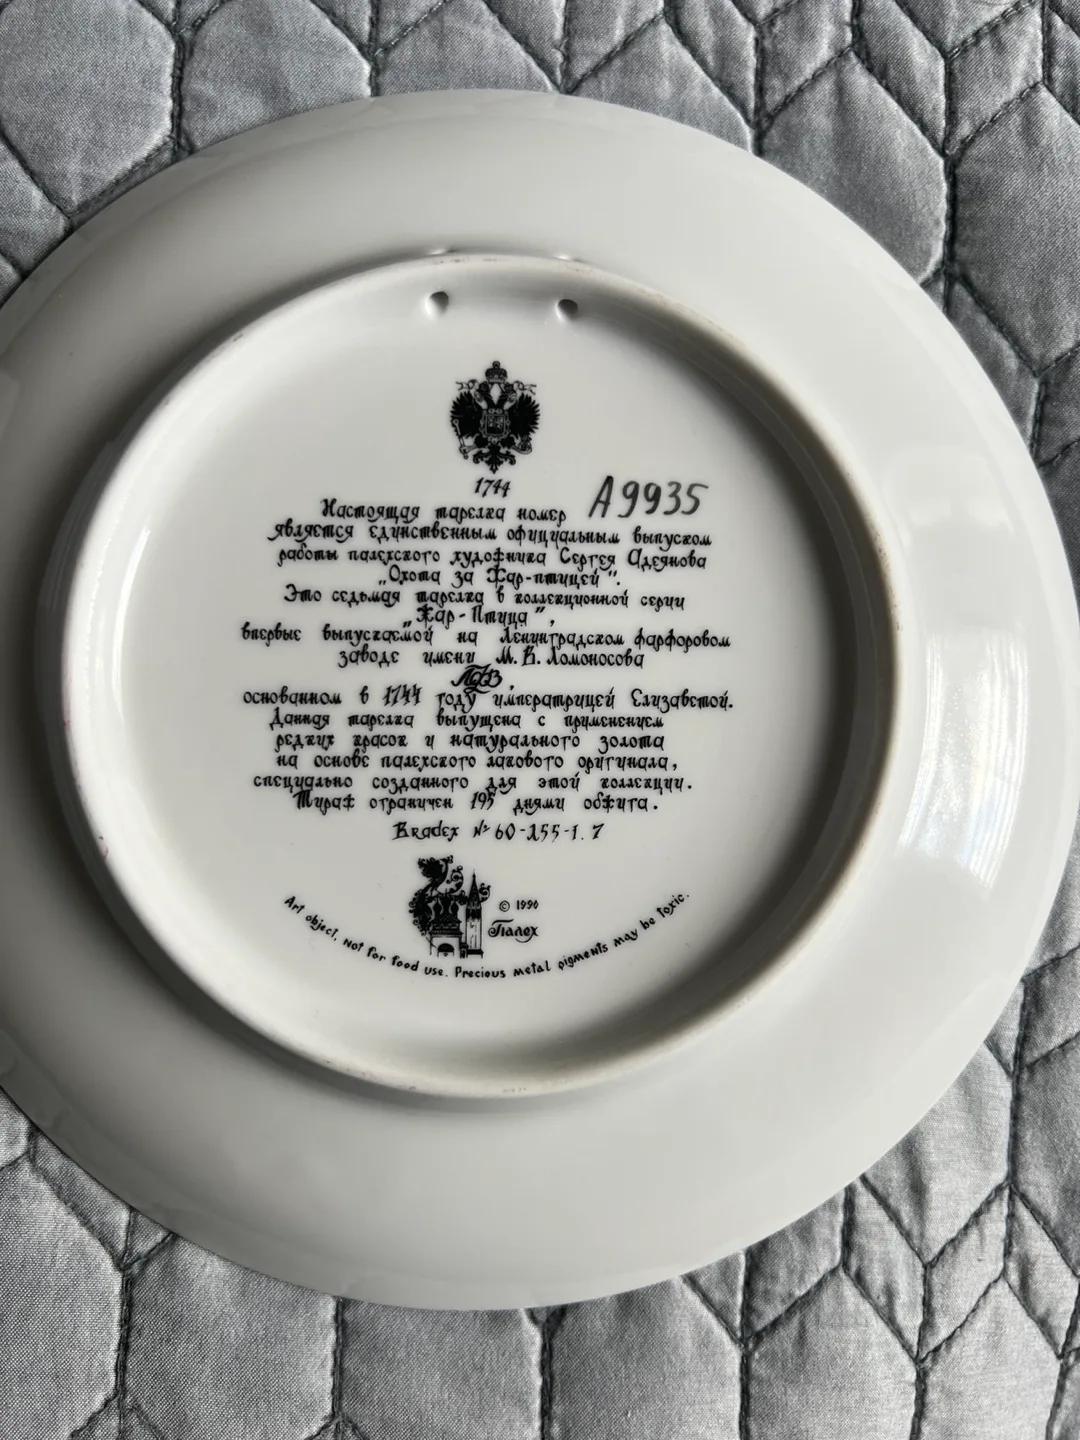 1744
Настоящая тарелка номер A9935
является единственным официальным выпуском
работы палехского художника Сергея Адеянова
„Охота за Жар-птицей".
Это седьмая тарелка в коллекционной серии
„Жар-Птица",
впервые выпускаемой на Ленинградском фарфоровом
заводе имени М.В. Ломоносова
ЛФЗ,
основанном в 1744 году императрицей Елизаветой.
Данная тарелка выпущена с применением
редких красок и натурального золота
на основе палехского лакового оригинала,
специально созданного для этой коллекции.
Тираж ограничен 195 днями обжига.
Bradex № 60-255-1.7
© 1990
Палех
Art object, not for food use. Precious metal pigments may be toxic.